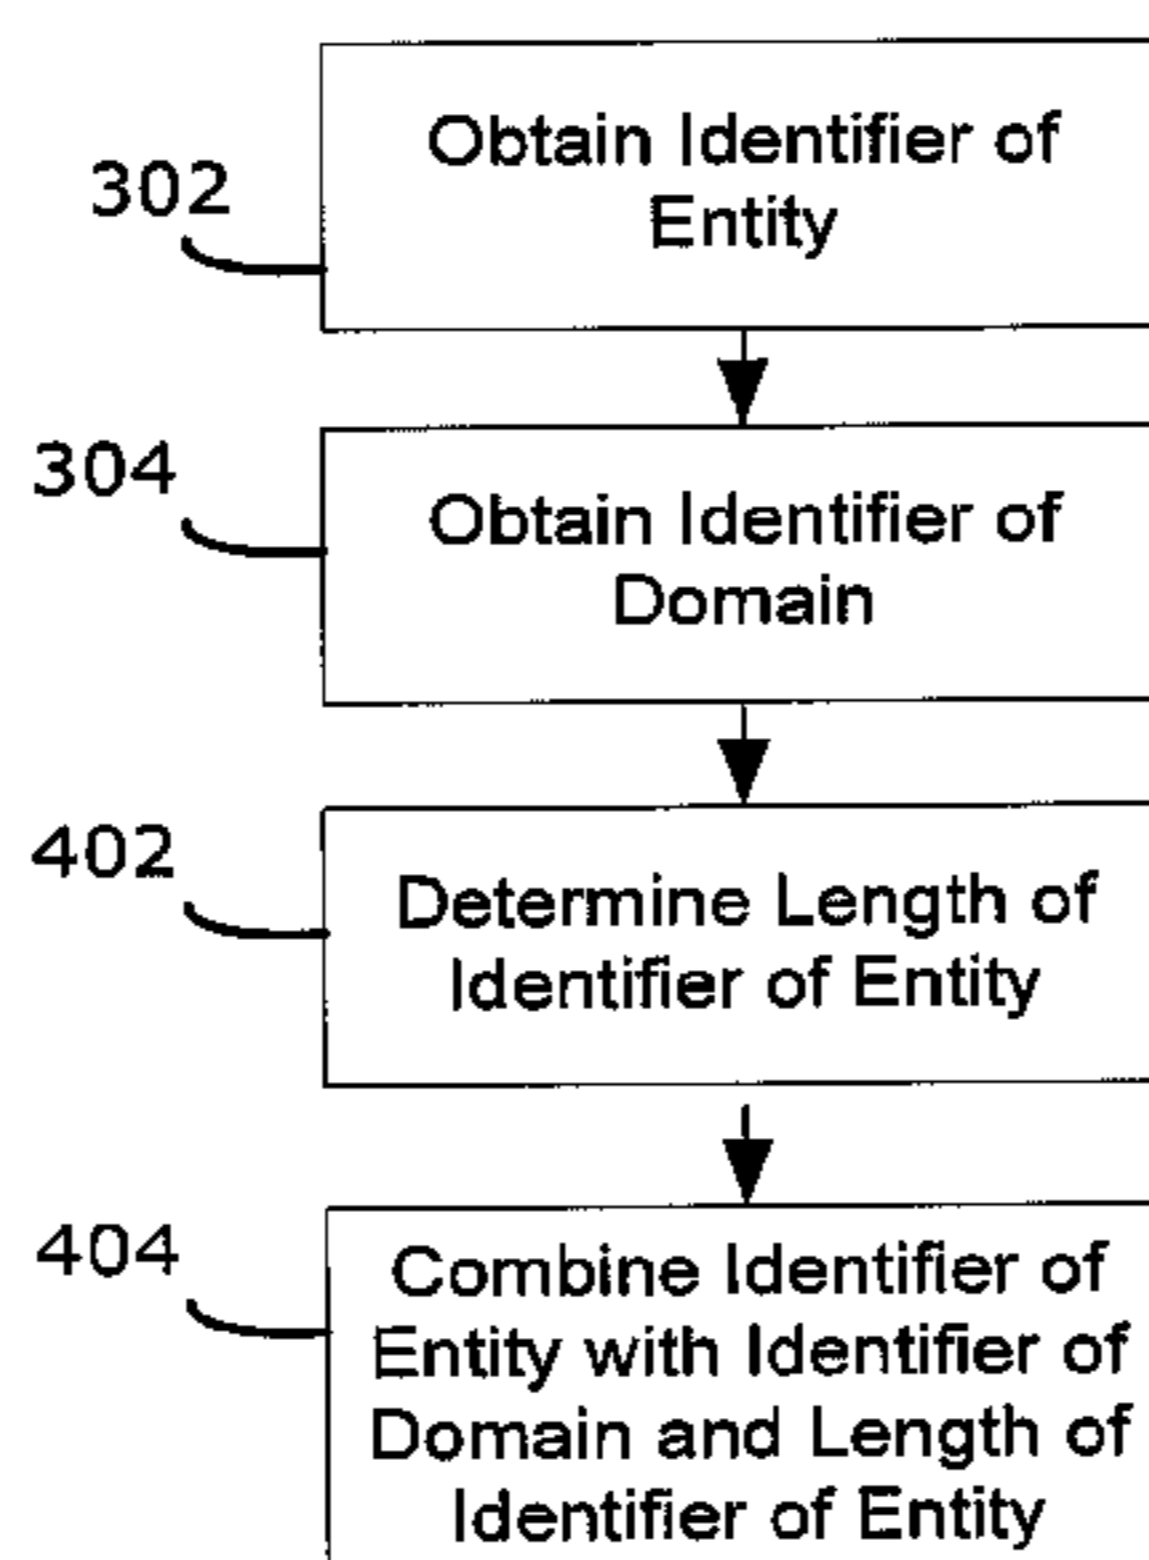 302
Obtain Identifier of
Entity
304
Obtain Identifier of
Domain
402
Determine Length of
Identifier of Entity
404
Combine Identifier of
Entity with Identifier of
Domain and Length of
Identifier of Entity